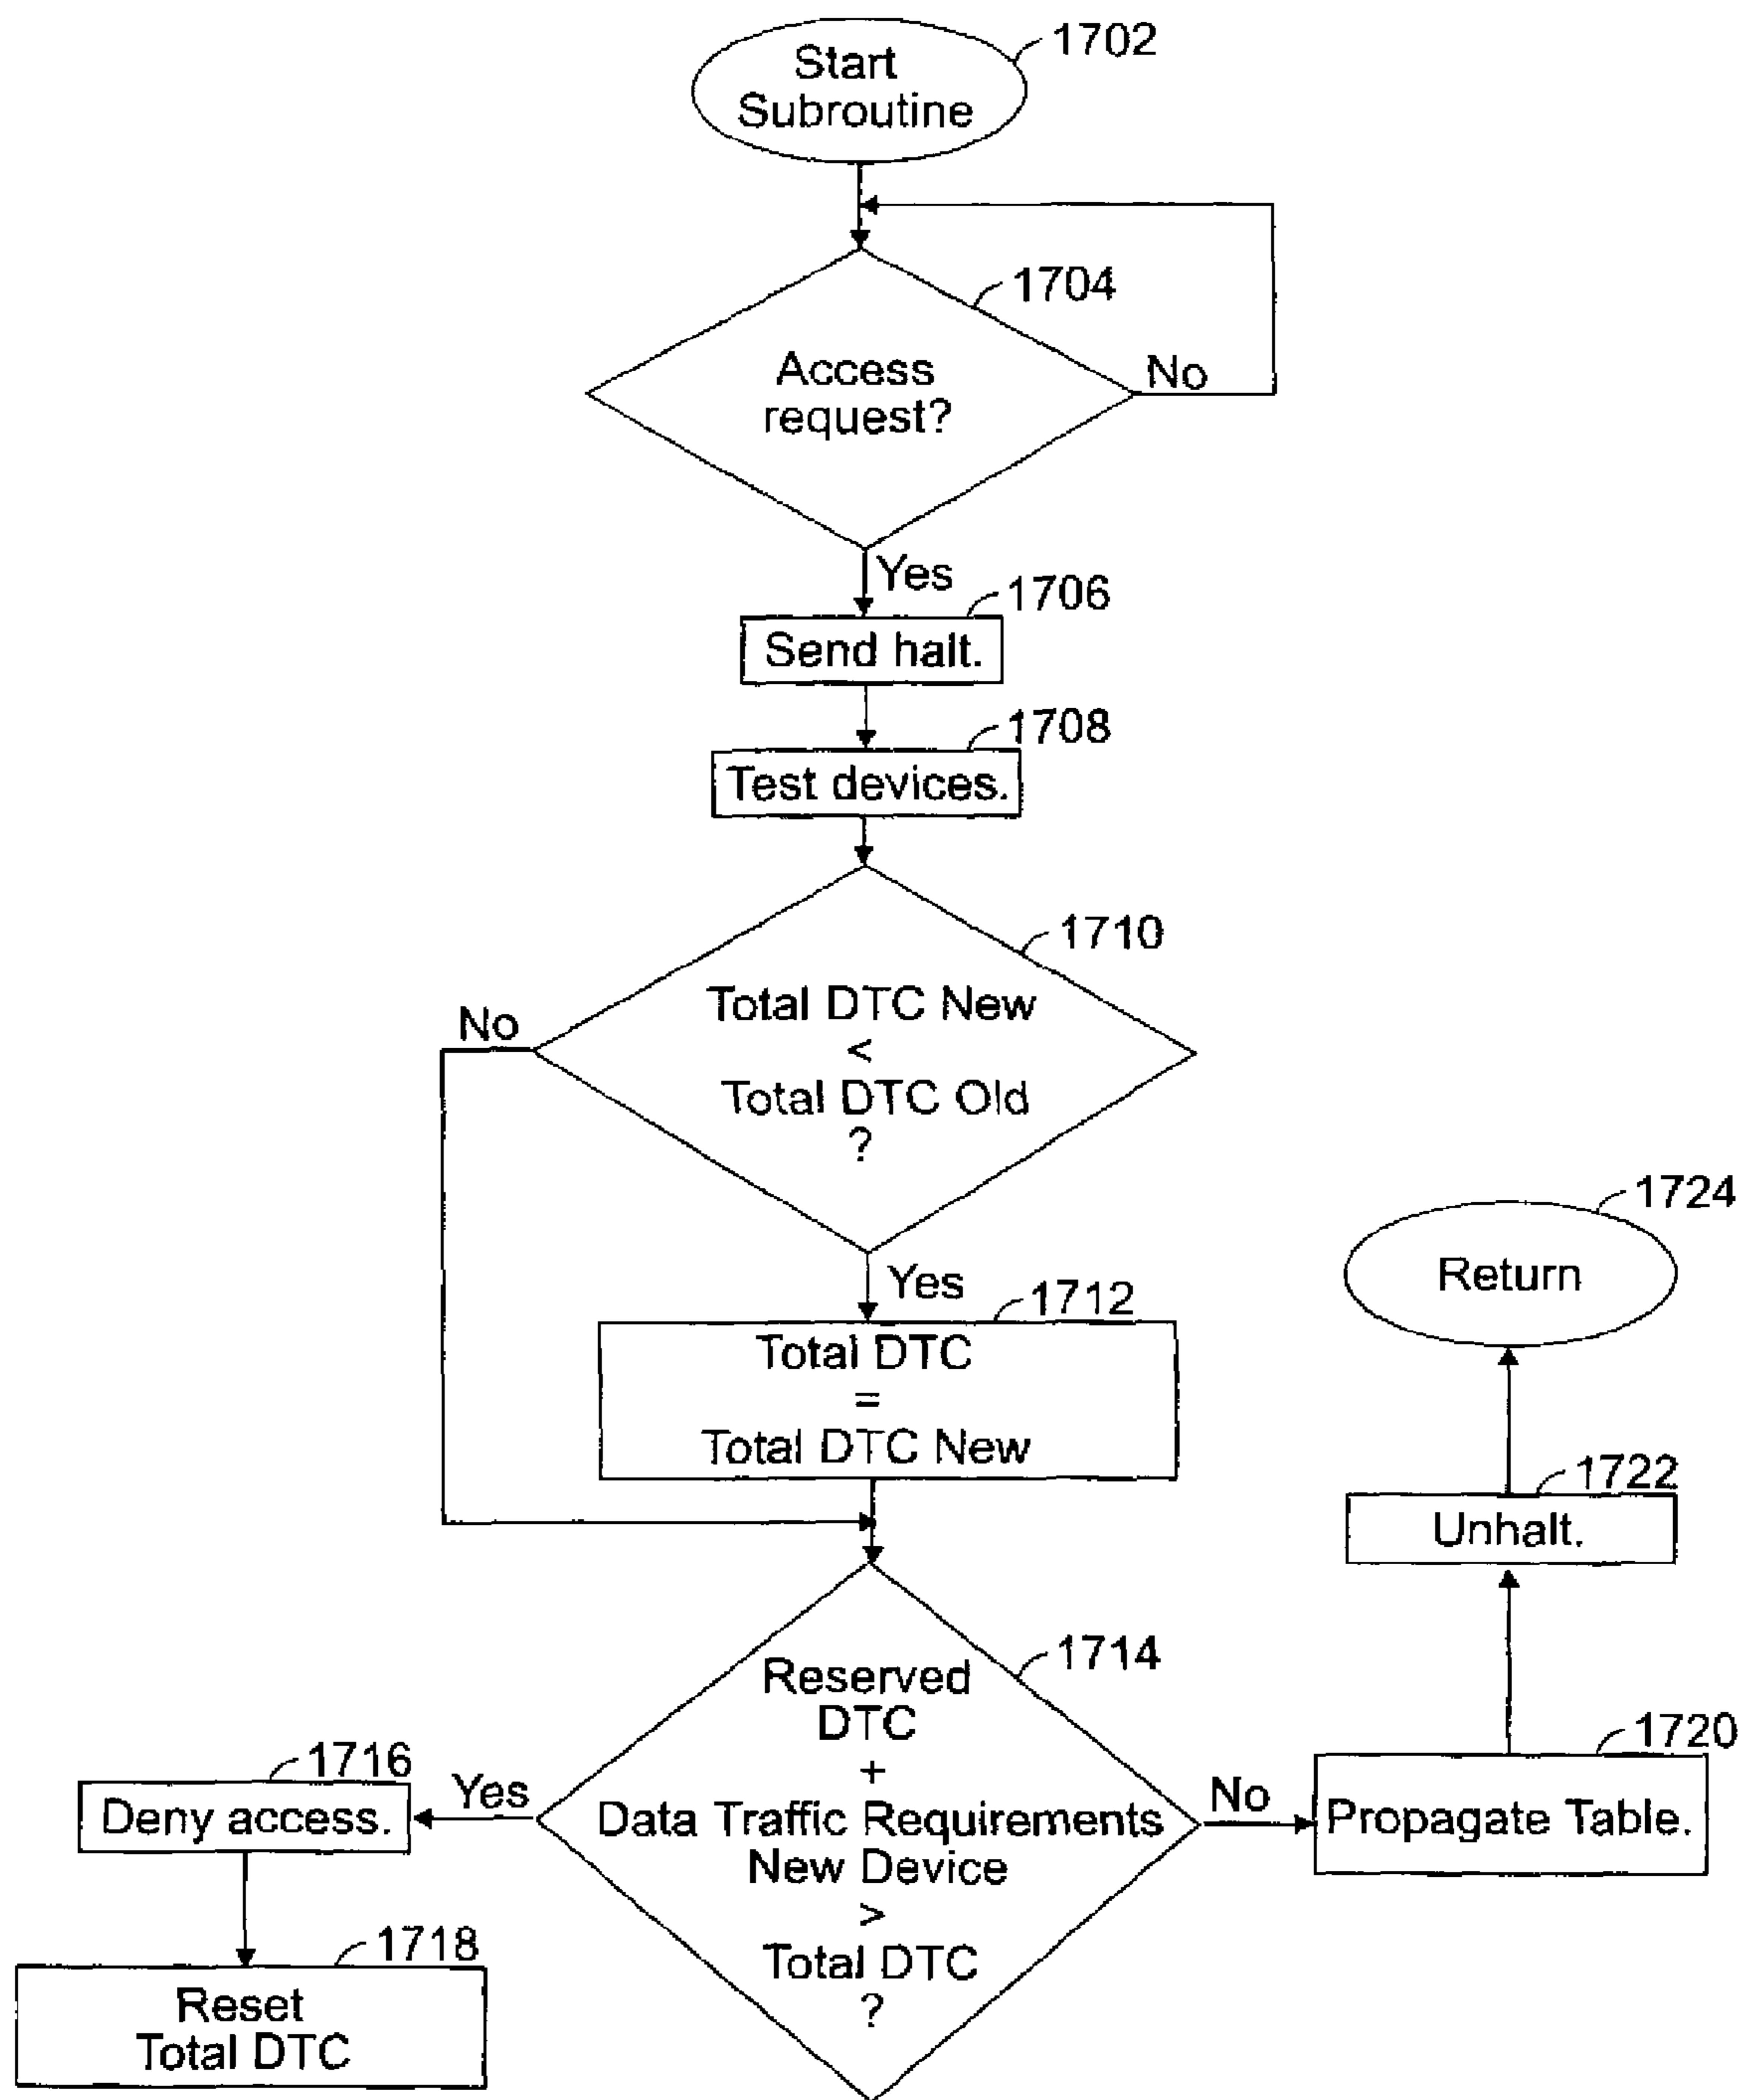 1702
Start
Subroutine
1704
Access
request?
No
Yes
1706
Send halt.
1708
Test devices.
1710
Total DTC New
<
Total DTC Old
?
No
Yes
1712
Total DTC
=
Total DTC New
1724
Return
1722
Unhalt.
1714
Reserved
DTC
+
Data Traffic Requirements
New Device
>
Total DTC
?
1720
No
Propagate Table.
1716
Yes
Deny access.
1718
Reset
Total DTC